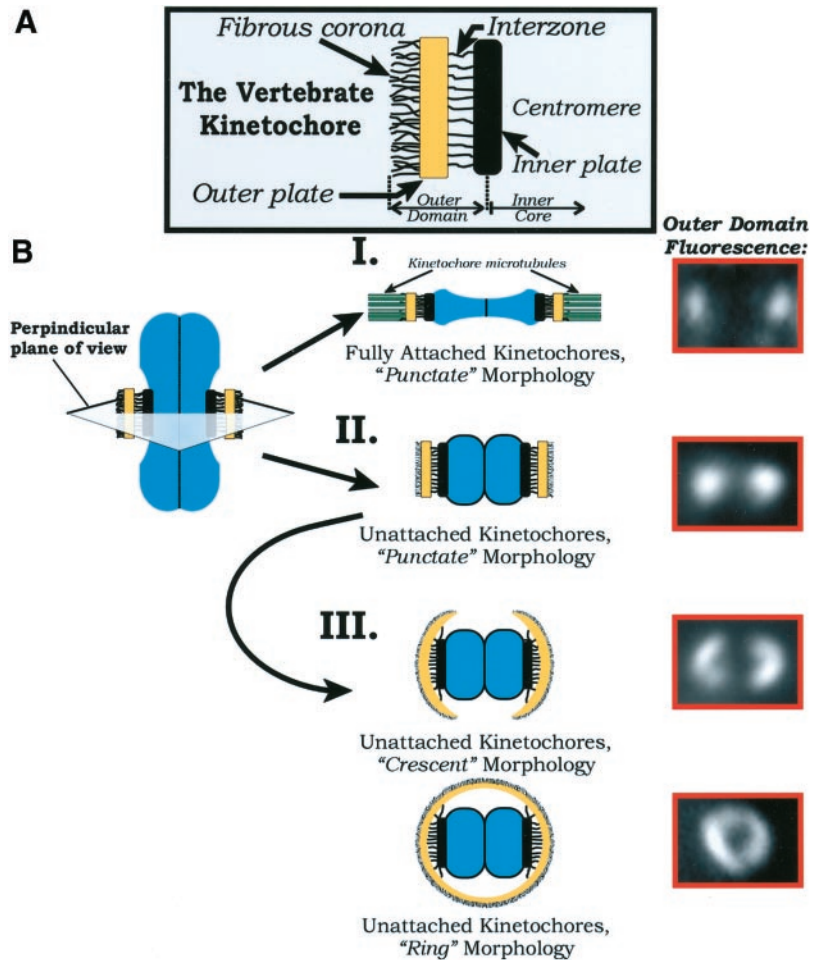 A
Fibrous corona
Interzone
The Vertebrate
Kinetochore
Centromere
Inner plate
Outer plate
Outer
Domain
Inner
Core
B
Outer Domain
Fluorescence:
I.
Kinetochore microtubules
Perpindicular
plane of view
Fully Attached Kinetochores,
“Punctate” Morphology
II.
Unattached Kinetochores,
“Punctate” Morphology
III.
Unattached Kinetochores,
“Crescent” Morphology
Unattached Kinetochores,
“Ring” Morphology